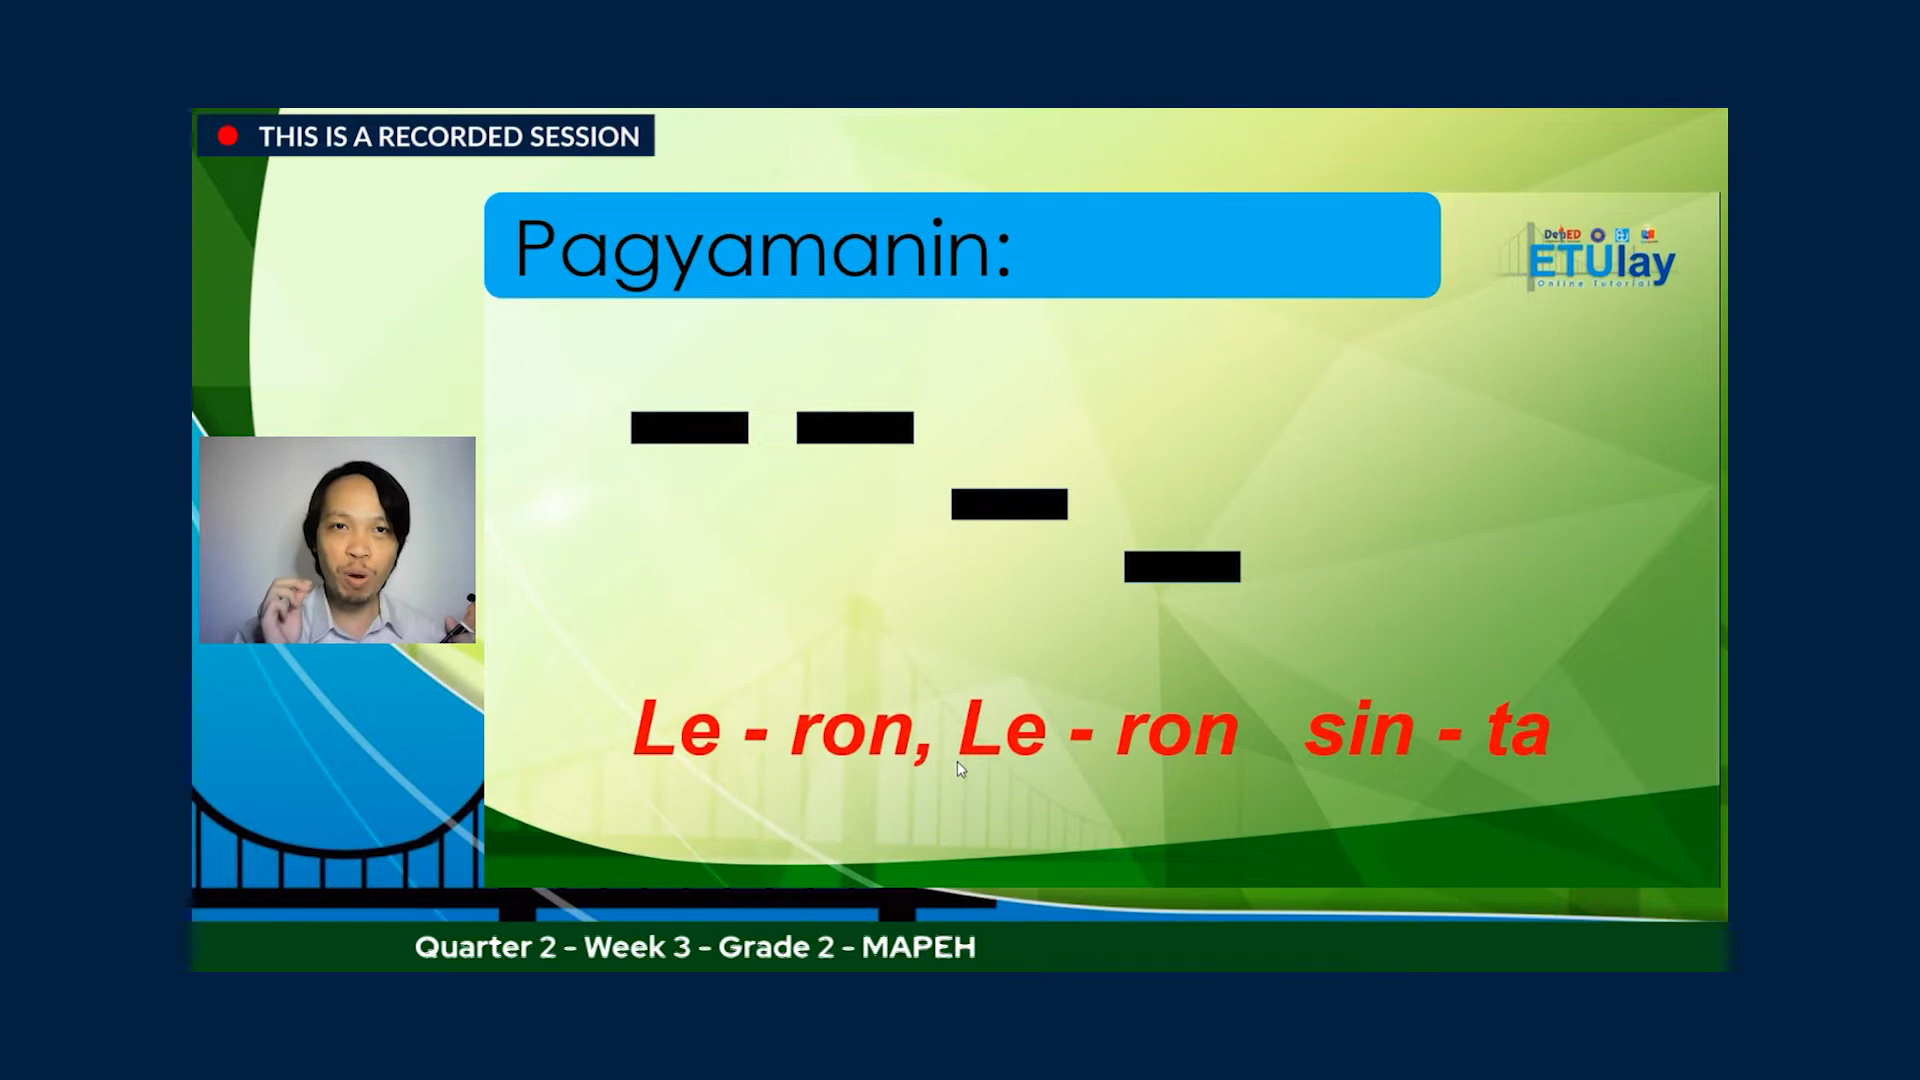 THIS IS A RECORDED SESSION
Pagyamanin:
DepED
ETUlay
Online Tutorial
Le - ron, Le - ron sin - ta
Quarter 2 - Week 3 - Grade 2 - MAPEH